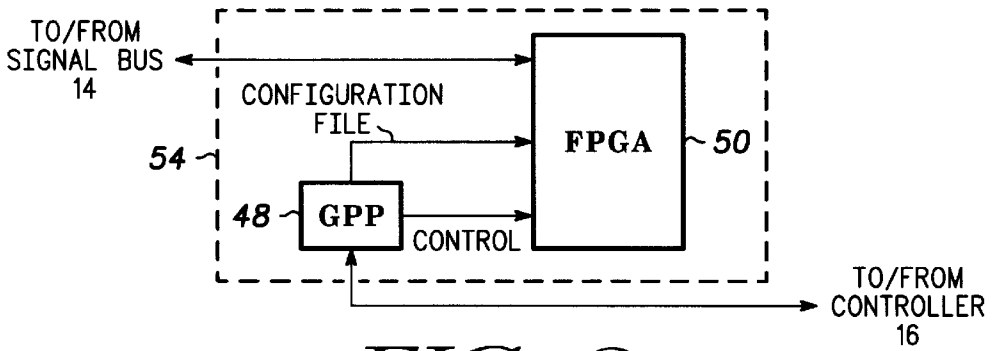 TO/FROM
SIGNAL BUS
14
CONFIGURATION
FILE
FPGA
50
54
48
GPP
CONTROL
TO/FROM
CONTROLLER
16